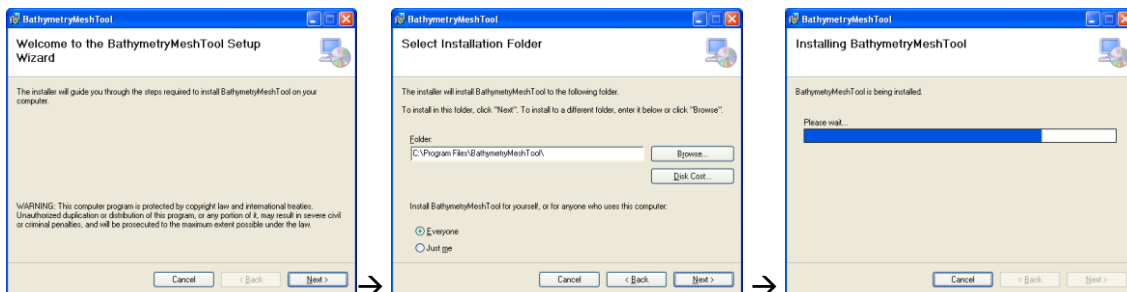 BathymetryMeshTool
Welcome to the BathymetryMeshTool Setup
Wizard
The installer will guide you through the steps required to install BathymetryMeshTool on your
computer.
WARNING: This computer program is protected by copyright law and international treaties.
Unauthorized duplication or distribution of this program, or any portion of it, may result in severe civil
or criminal penalties, and will be prosecuted to the maximum extent possible under the law.
Cancel
< Back
Next >
→
BathymetryMeshTool
Select Installation Folder
The installer will install BathymetryMeshTool to the following folder.
To install in this folder, click "Next". To install to a different folder, enter it below or click "Browse".
Folder:
C:\Program Files\BathymetryMeshTool\
Browse...
Disk Cost...
Install BathymetryMeshTool for yourself, or for anyone who uses this computer:
Everyone
Just me
Cancel
< Back
Next >
→
BathymetryMeshTool
Installing BathymetryMeshTool
BathymetryMeshTool is being installed.
Please wait...
Cancel
< Back
Next >